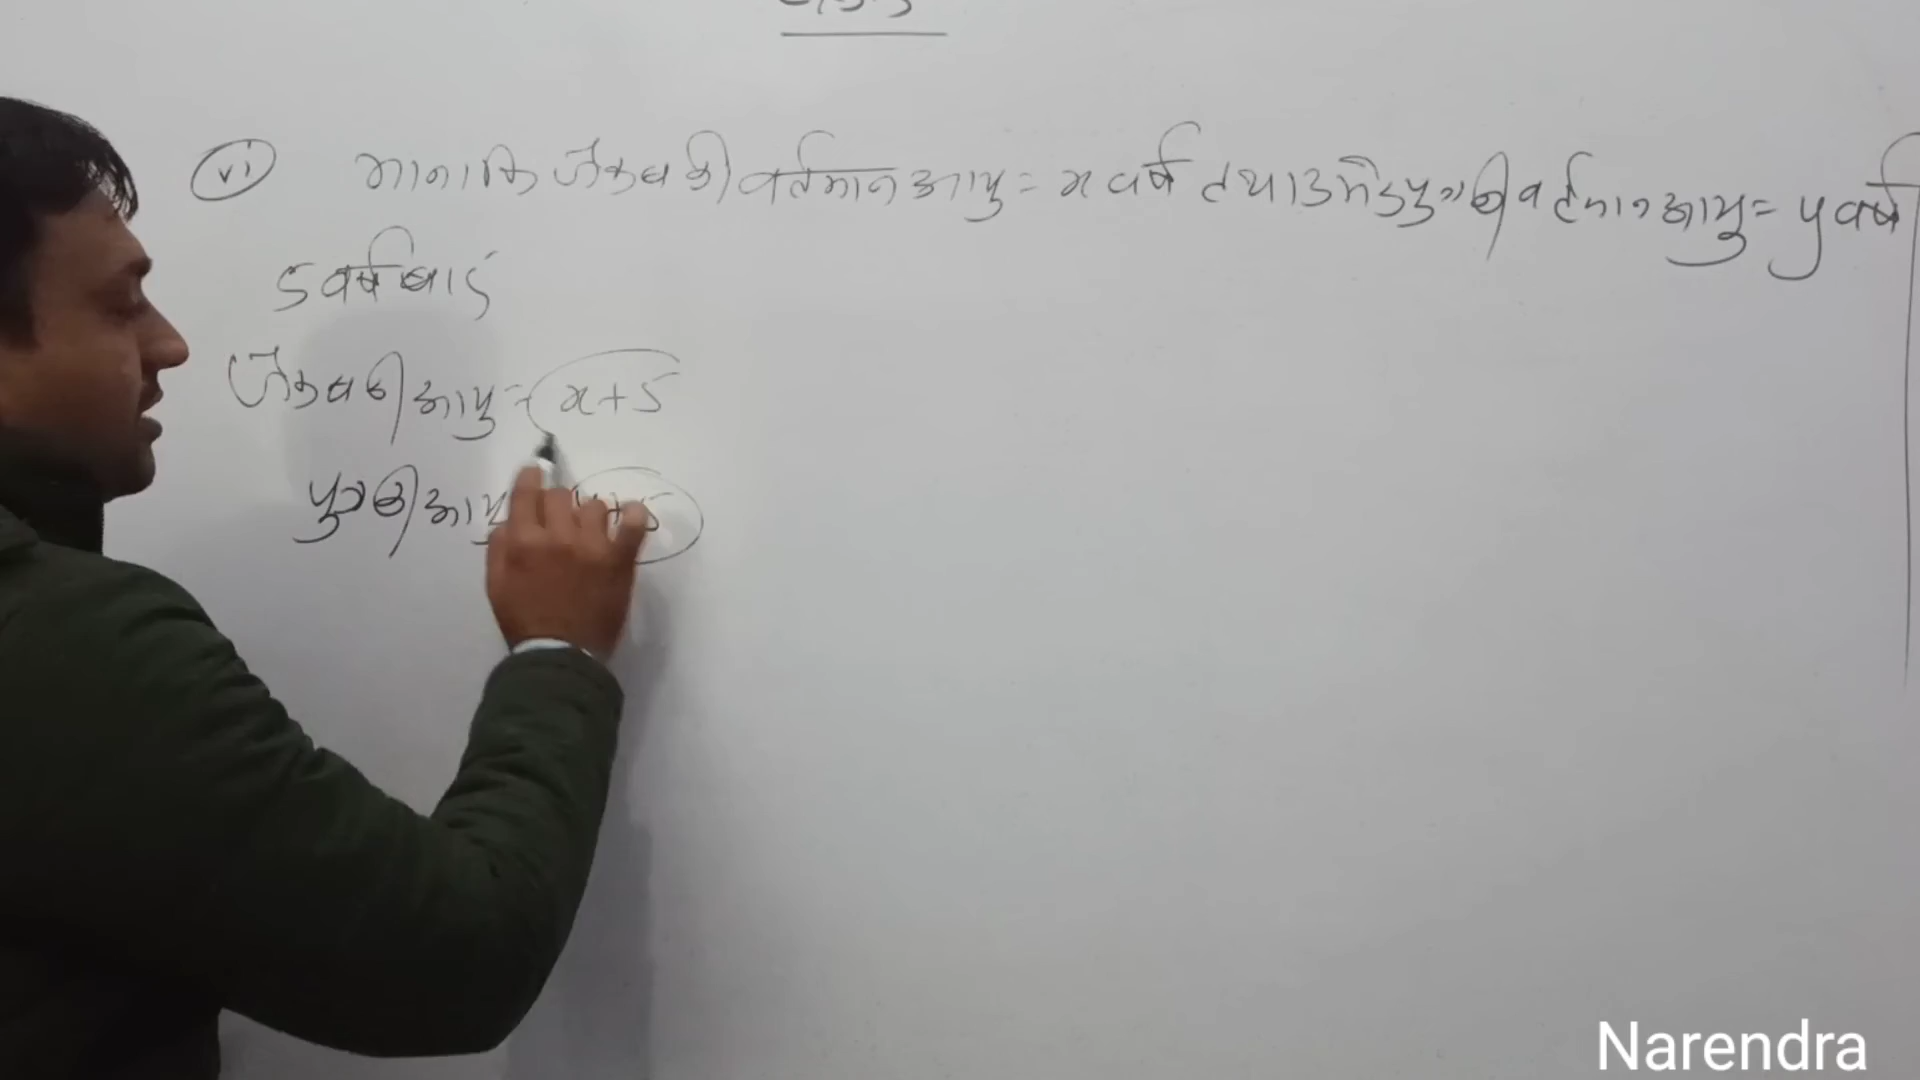 (vi) माना कि जैकब की वर्तमान आयु = x वर्ष तथा उसके पुत्र की वर्तमान आयु = y वर्ष
5 वर्ष बाद
जैकब की आयु = x+5
पुत्र की आयु y+5
Narendra